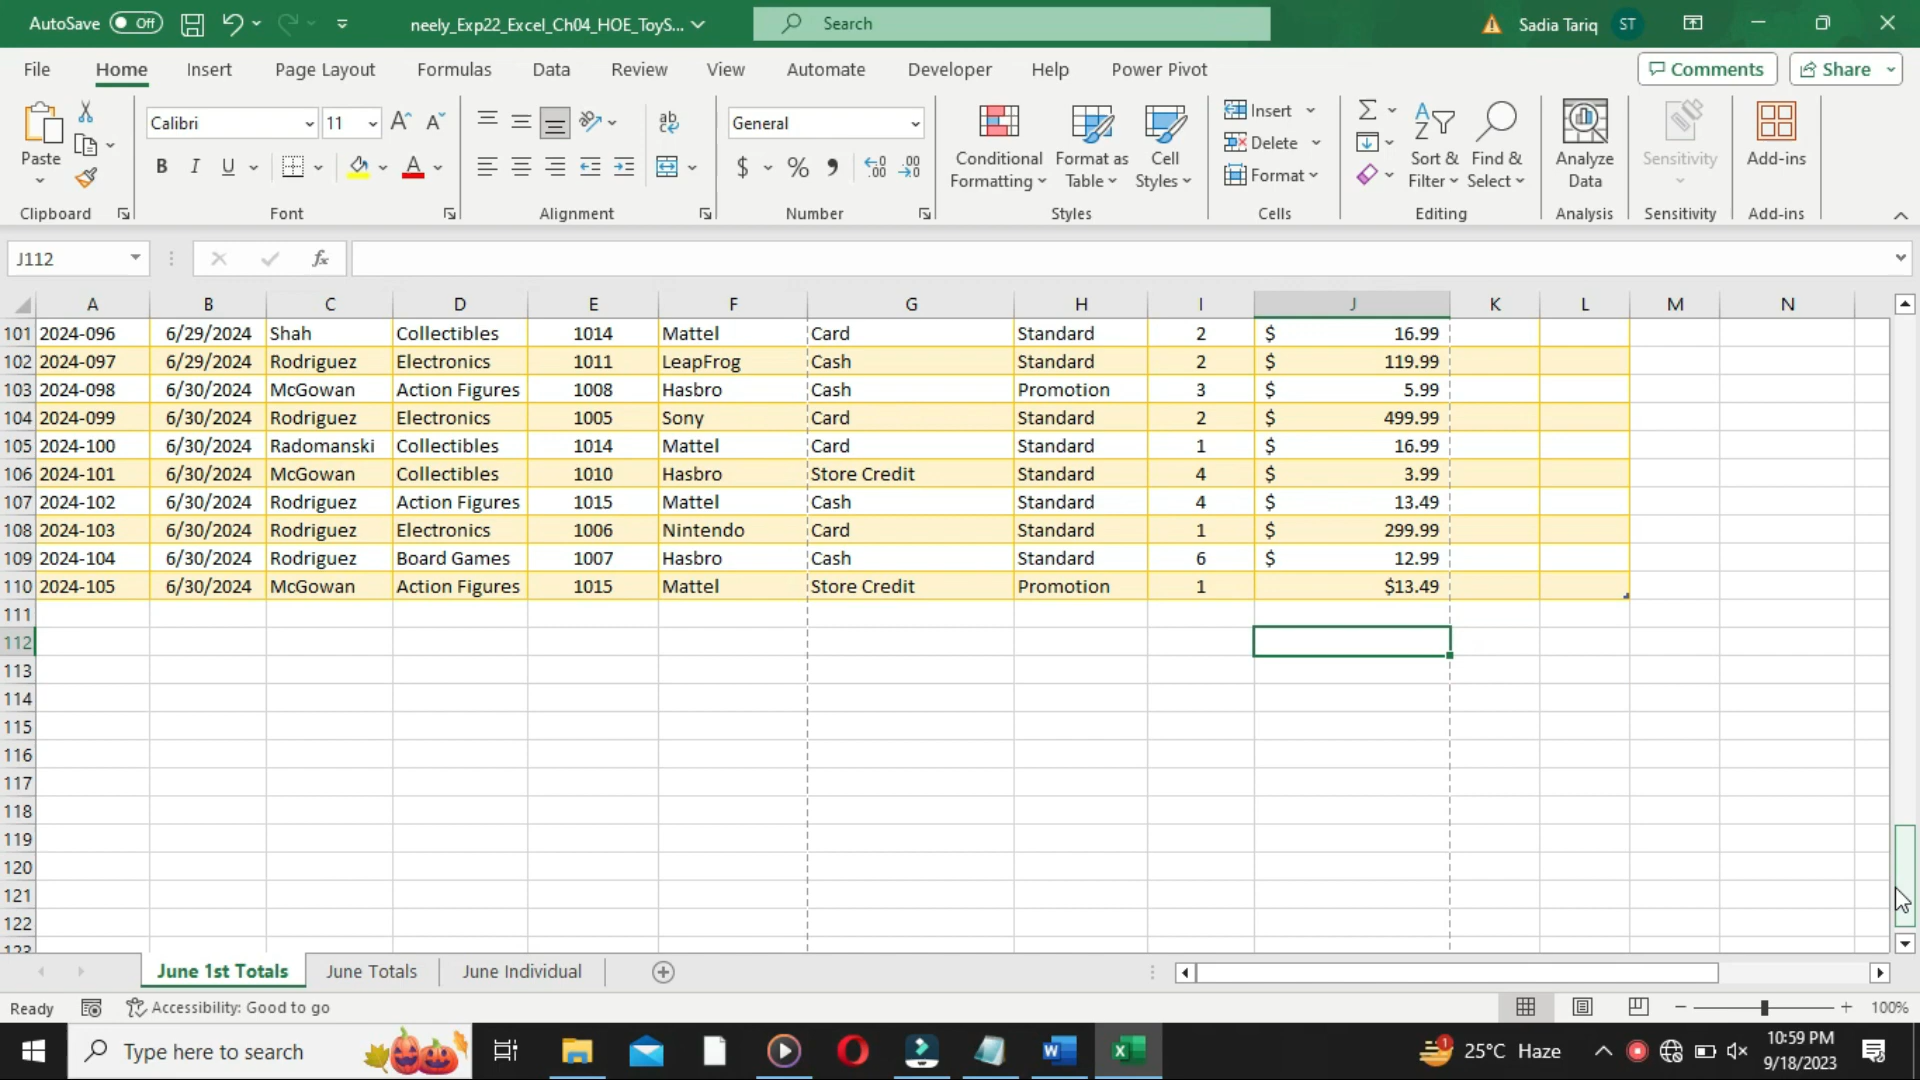 AutoSave Off neely_Exp22_Excel_Ch04_HOE_ToyS... Search Sadia Tariq ST
File Home Insert Page Layout Formulas Data Review View Automate Developer Help Power Pivot Comments Share
Paste Calibri 11 General Conditional Formatting Format as Table Cell Styles Insert Delete Format Sort & Filter Find & Select Analyze Data Sensitivity Add-ins
Clipboard Font Alignment Number Styles Cells Editing Analysis Sensitivity Add-ins
J112 fx
A B C D E F G H I J K L M N
101 2024-096 6/29/2024 Shah Collectibles 1014 Mattel Card Standard 2 $ 16.99
102 2024-097 6/29/2024 Rodriguez Electronics 1011 LeapFrog Cash Standard 2 $ 119.99
103 2024-098 6/30/2024 McGowan Action Figures 1008 Hasbro Cash Promotion 3 $ 5.99
104 2024-099 6/30/2024 Rodriguez Electronics 1005 Sony Card Standard 2 $ 499.99
105 2024-100 6/30/2024 Radomanski Collectibles 1014 Mattel Card Standard 1 $ 16.99
106 2024-101 6/30/2024 McGowan Collectibles 1010 Hasbro Store Credit Standard 4 $ 3.99
107 2024-102 6/30/2024 Rodriguez Action Figures 1015 Mattel Cash Standard 4 $ 13.49
108 2024-103 6/30/2024 Rodriguez Electronics 1006 Nintendo Card Standard 1 $ 299.99
109 2024-104 6/30/2024 Rodriguez Board Games 1007 Hasbro Cash Standard 6 $ 12.99
110 2024-105 6/30/2024 McGowan Action Figures 1015 Mattel Store Credit Promotion 1 $13.49
111
112
113
114
115
116
117
118
119
120
121
122
123
June 1st Totals June Totals June Individual
Ready Accessibility: Good to go 100%
Type here to search 25°C Haze 10:59 PM
9/18/2023